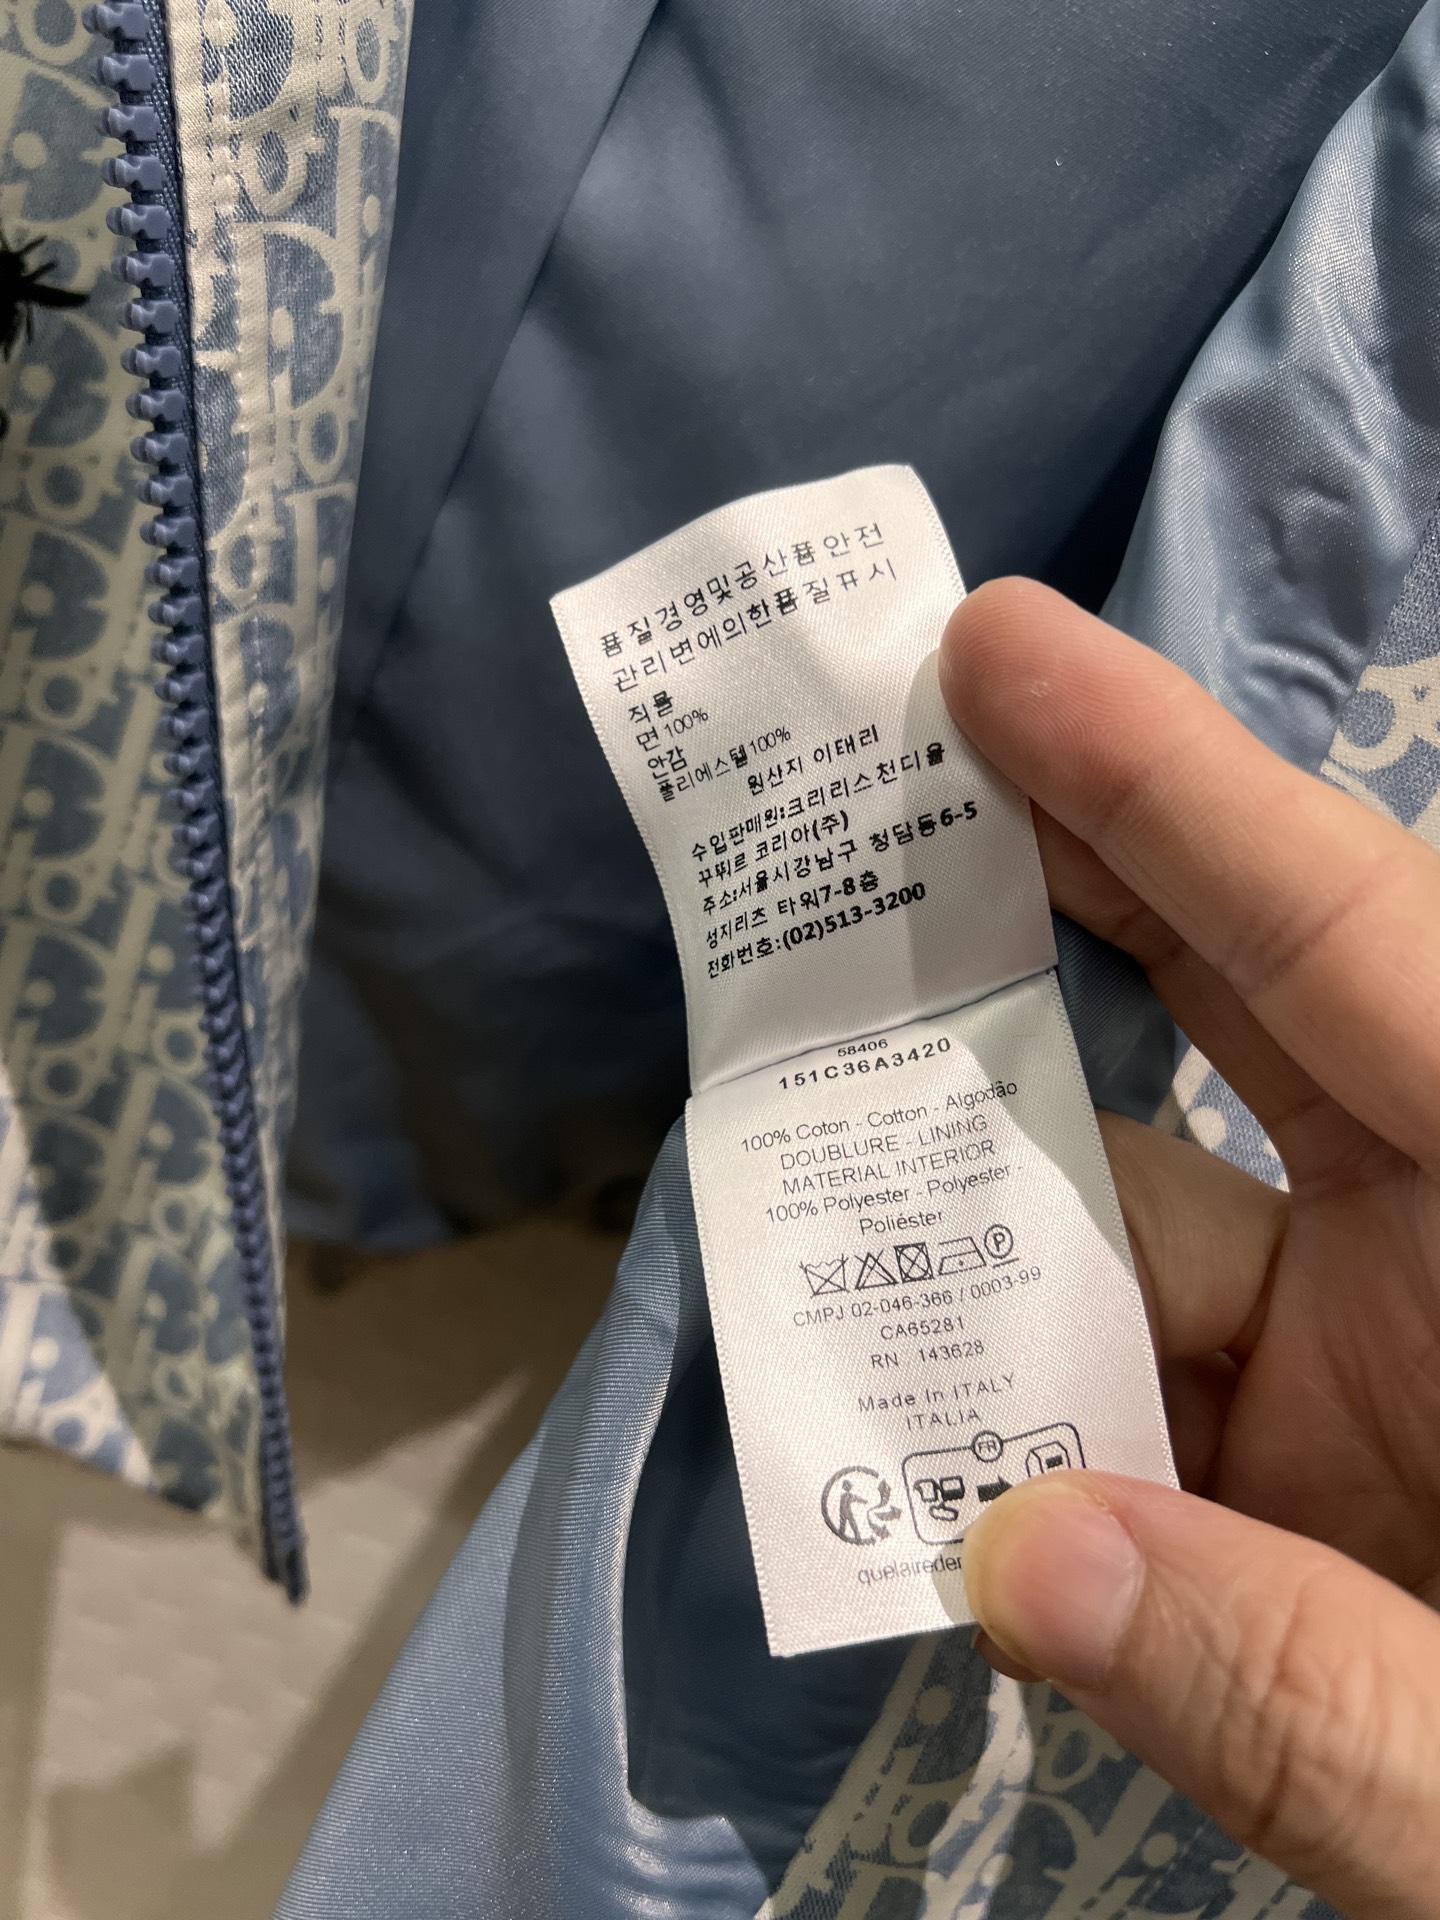 품질경영및공산품안전
관리변에의한품질표시
직물
면 100%
안감
폴리에스텔100%
원산지 이태리
수입판매원:크리리스천디올
꾸뛰르 코리아(주)
주소:서울시강남구 청담동6-5
성지리츠 타워7-8층
전화번호:(02)513-3200
58406
151C36A3420
100% Coton - Cotton - Algodão
DOUBLURE - LINING
MATERIAL INTERIOR
100% Polyester - Polyester -
Poliéster
P
CMPJ 02-046-366 / 0003-99
CA65281
RN 143628
Made In ITALY
ITALIA
FR
quelaireder